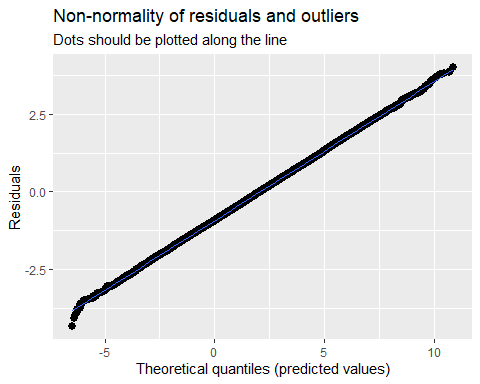 Non-normality of residuals and outliers
Dots should be plotted along the line
2.5
0.0
-2.5
Residuals
-5
0
5
10
Theoretical quantiles (predicted values)